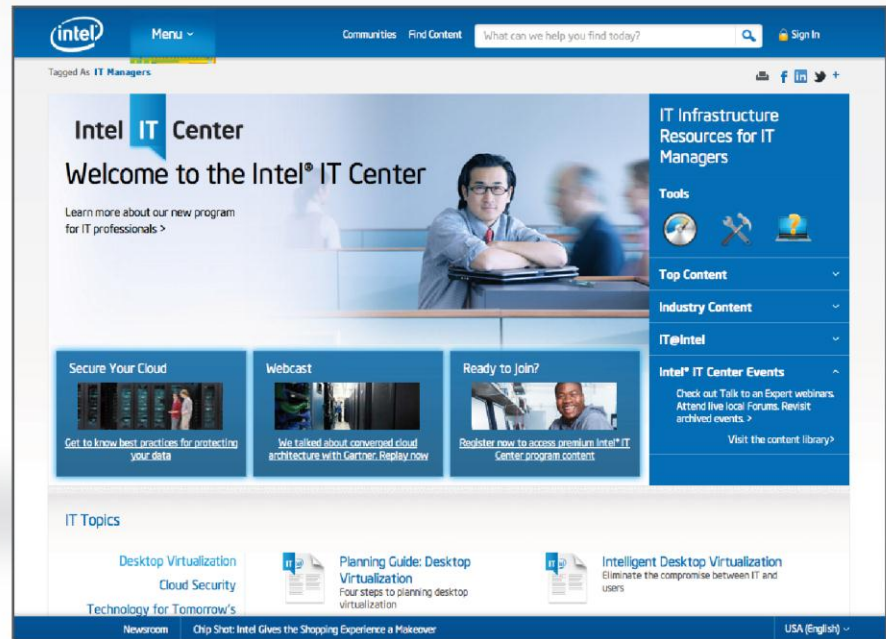 intel
Menu
Communities
Find Content
What can we help you find today?
Sign In
Tagged As IT Managers
f in +
Intel IT Center
Welcome to the Intel® IT Center
Learn more about our new program
for IT professionals >
Secure Your Cloud
Get to know best practices for protecting
your data
Webcast
We talked about converged cloud
architecture with Gartner. Replay now
Ready to Join?
Register now to access premium Intel® IT
Center program content
IT Infrastructure
Resources for IT
Managers
Tools
?
Top Content
Industry Content
IT@Intel
Intel® IT Center Events
Check out Talk to an Expert webinars.
Attend live local Forums. Revisit
archived events. >
Visit the content library>
IT Topics
Desktop Virtualization
Cloud Security
Technology for Tomorrow's
IT@
Planning Guide: Desktop
Virtualization
Four steps to planning desktop
virtualization
IT@
Intelligent Desktop Virtualization
Eliminate the compromise between IT and
users
Newsroom
Chip Shot: Intel Gives the Shopping Experience a Makeover
USA (English)